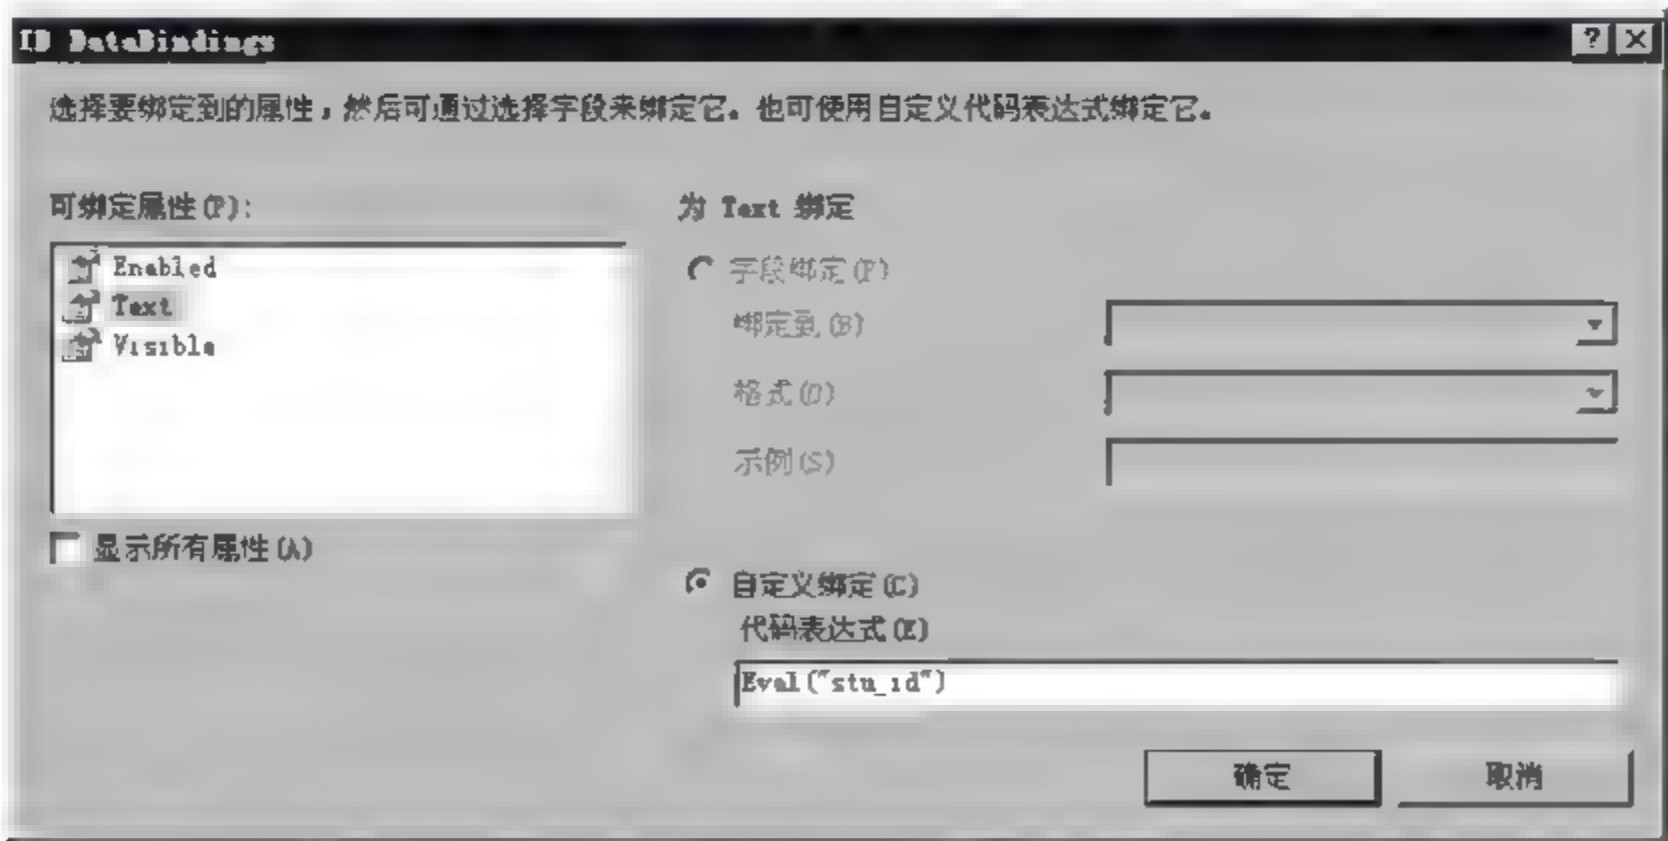 ID DataBindings
选择要绑定到的属性,然后可通过选择字段来绑定它。也可使用自定义代码表达式绑定它。
可绑定属性(P):
Enabled
Text
Visible
显示所有属性(A)
为 Text 绑定
字段绑定(F)
绑定到(B)
格式(O)
示例(S)
自定义绑定(C)
代码表达式(E)
Eval("stu_id")
确定
取消